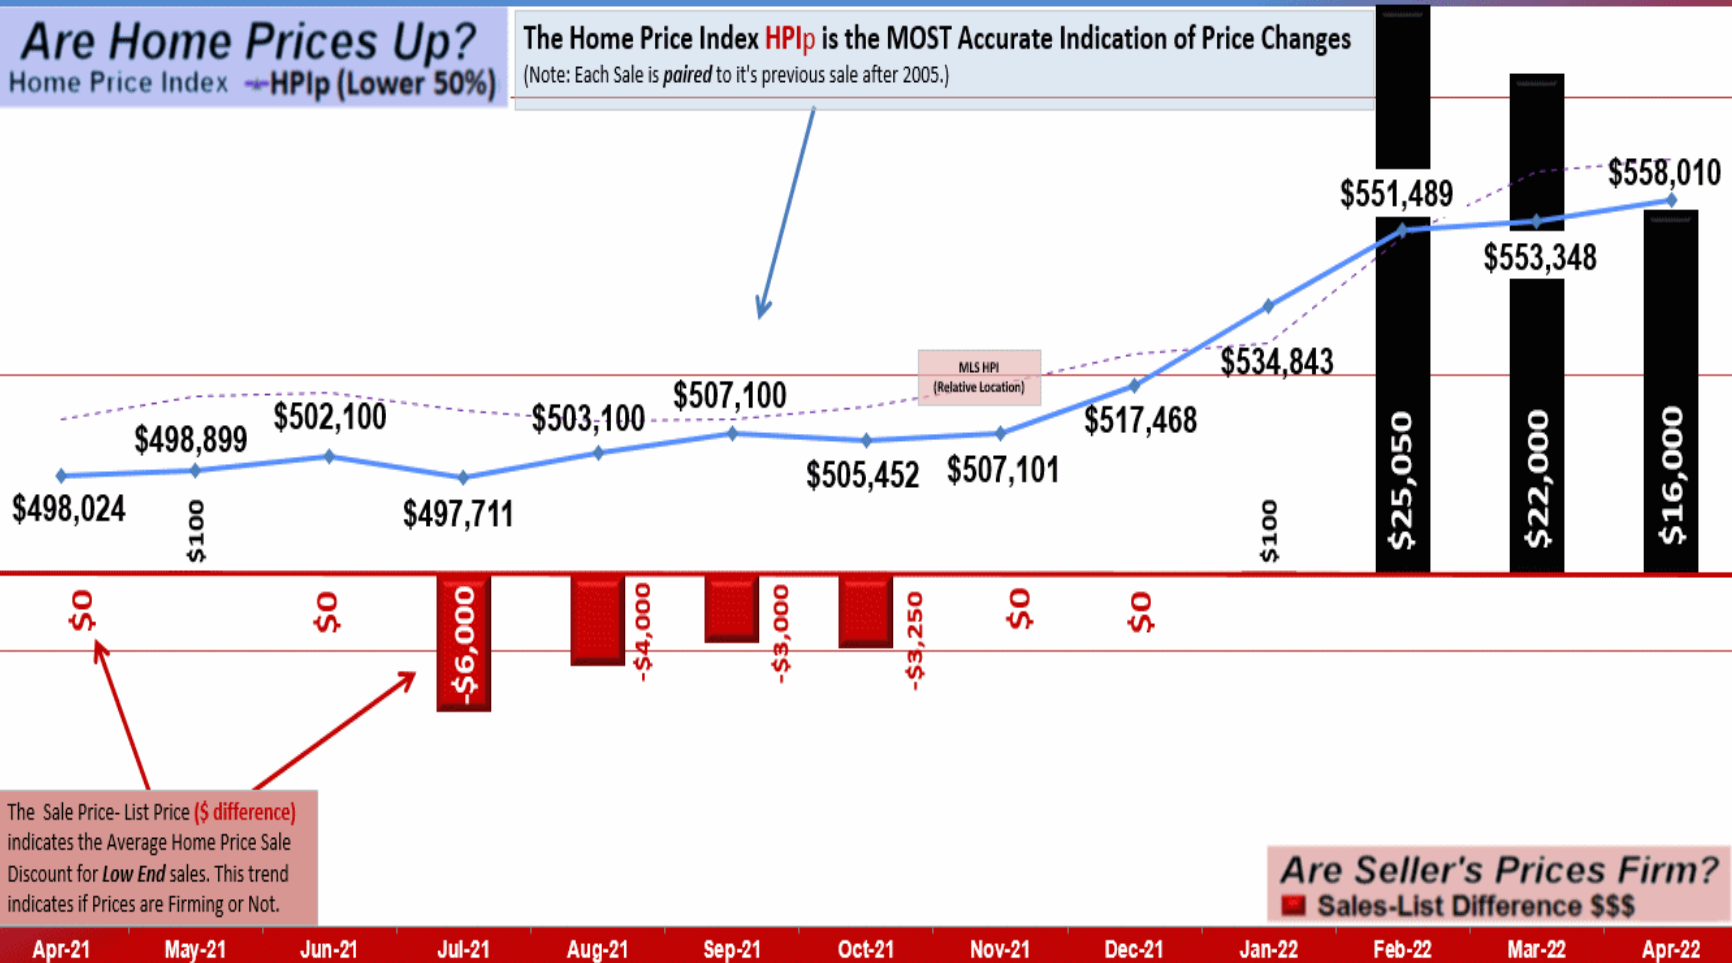 Are Home Prices Up?
Home Price Index HPIp (Lower 50%)
The Home Price Index HPIp is the MOST Accurate Indication of Price Changes
(Note: Each Sale is paired to it's previous sale after 2005.)
$551,489
$558,010
$553,348
MLS HPI
(Relative Location)
$534,843
$507,100
$503,100
$502,100
$498,899
$517,468
$505,452
$507,101
$498,024
$497,711
$100
$100
$25,050
$22,000
$16,000
$0
$0
-$6,000
-$4,000
-$3,000
-$3,250
$0
$0
The Sale Price- List Price ($ difference)
indicates the Average Home Price Sale
Discount for Low End sales. This trend
indicates if Prices are Firming or Not.
Are Seller's Prices Firm?
Sales-List Difference $$$
Apr-21 May-21 Jun-21 Jul-21 Aug-21 Sep-21 Oct-21 Nov-21 Dec-21 Jan-22 Feb-22 Mar-22 Apr-22